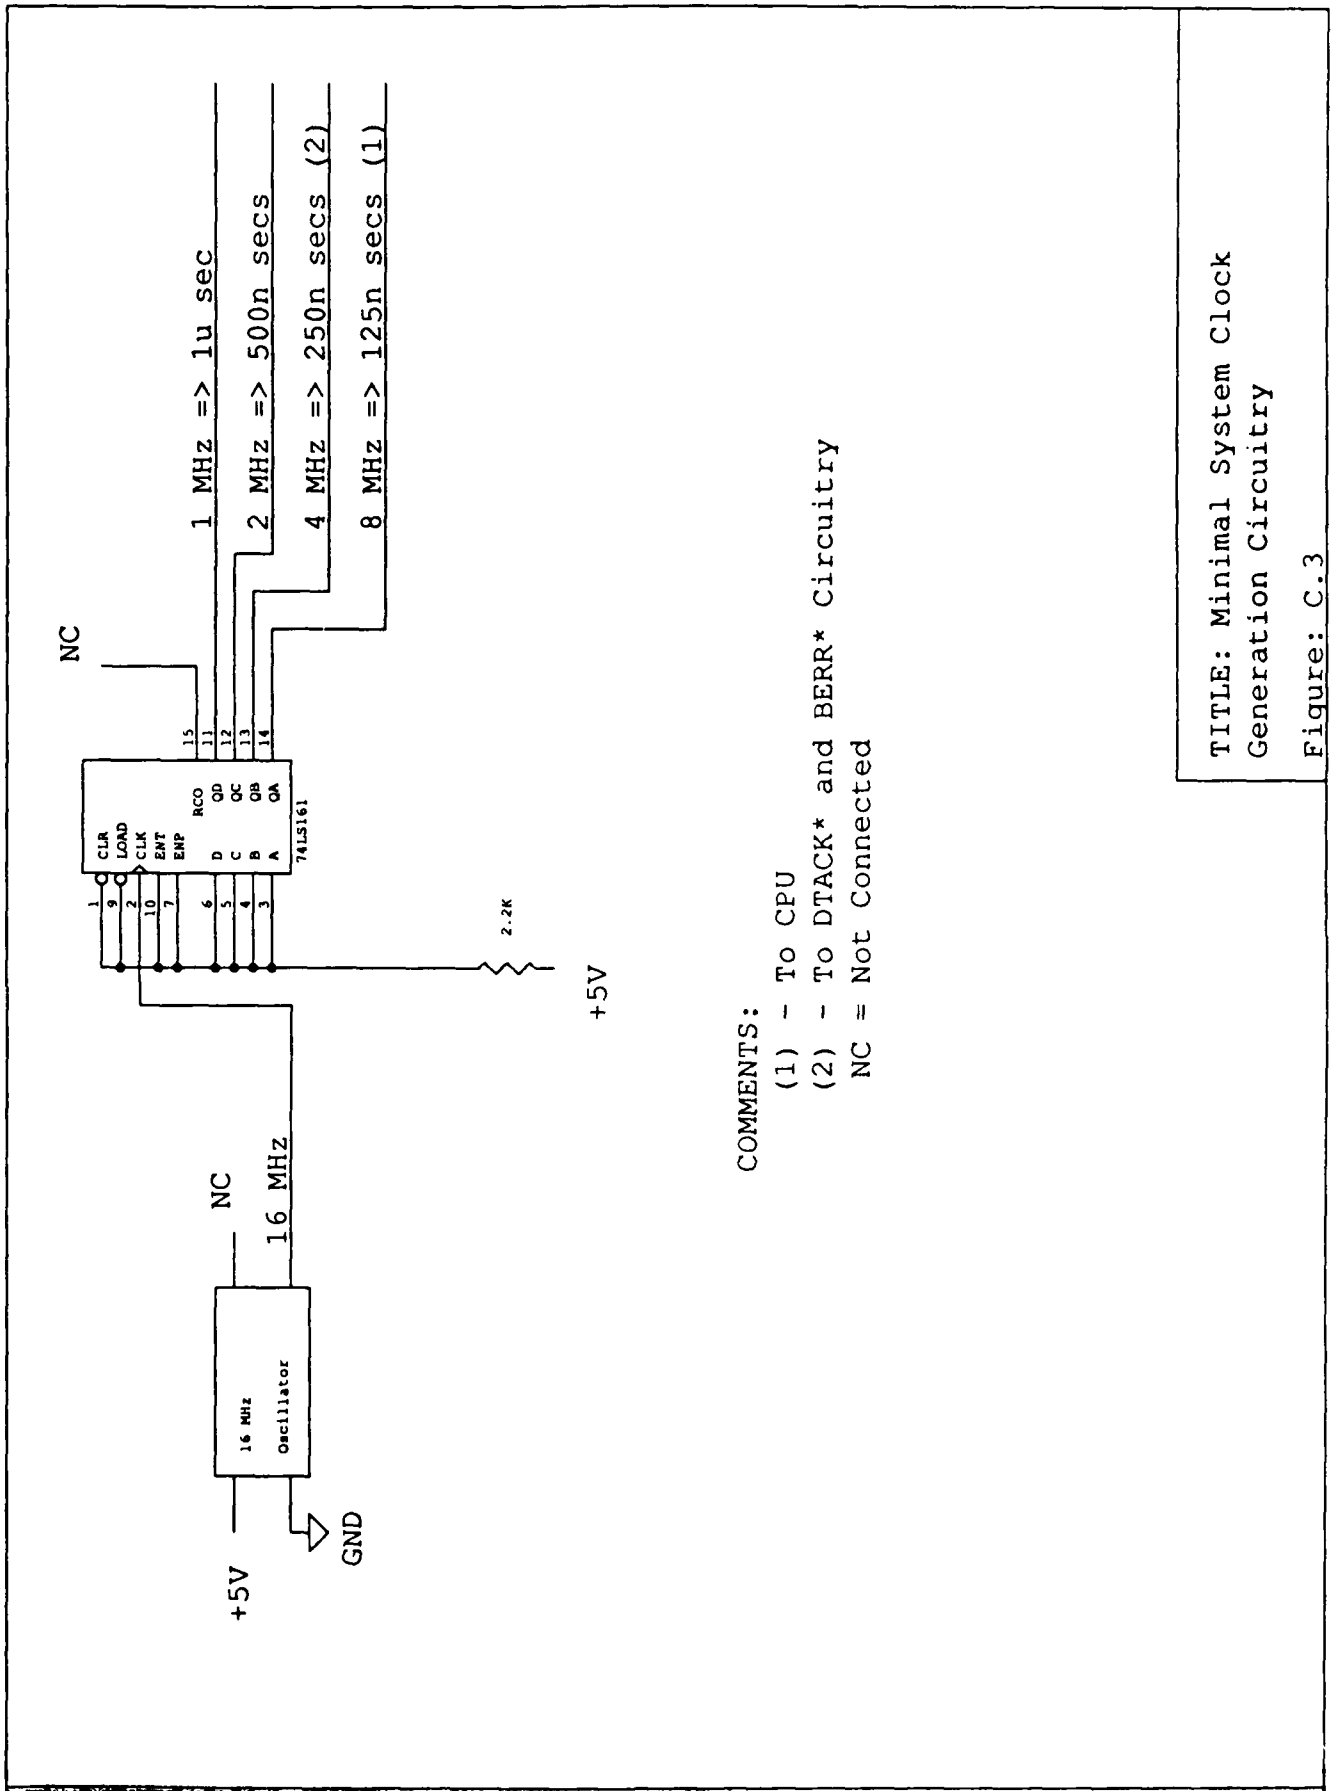 NC
1 MHz => 1u sec
2 MHz => 500n secs
4 MHz => 250n secs (2)
8 MHz => 125n secs (1)
1 CLR
9 LOAD
2 CLK
10 ENT
7 ENP
RCO 15
6 D QD 11
5 C QC 12
4 B QB 13
3 A QA 14
74LS161
+5V
16 MHz
Oscillator
GND
NC
16 MHz
2.2K
+5V
COMMENTS:
(1) - To CPU
(2) - To DTACK* and BERR* Circuitry
NC = Not Connected
TITLE: Minimal System Clock
Generation Circuitry
Figure: C.3